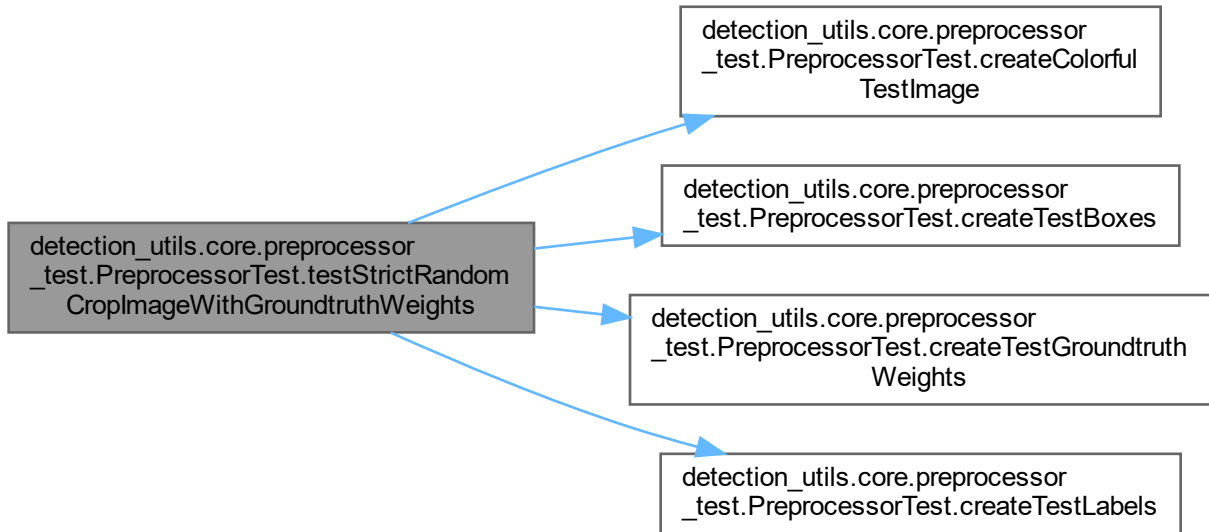 detection_utils.core.preprocessor
_test.PreprocessorTest.createColorful
TestImage
detection_utils.core.preprocessor
_test.PreprocessorTest.createTestBoxes
detection_utils.core.preprocessor
_test.PreprocessorTest.testStrictRandom
CropImageWithGroundtruthWeights
detection_utils.core.preprocessor
_test.PreprocessorTest.createTestGroundtruth
Weights
detection_utils.core.preprocessor
_test.PreprocessorTest.createTestLabels